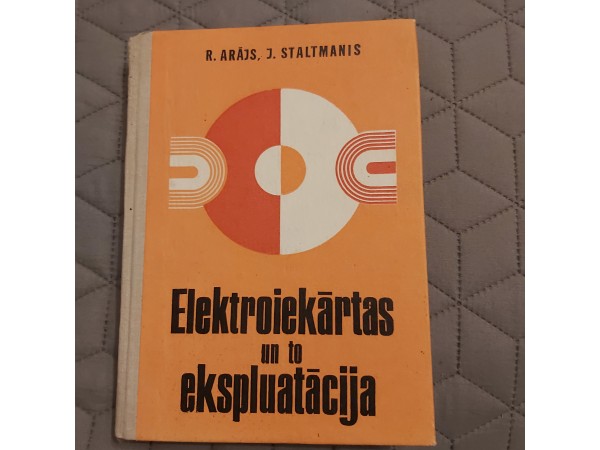 R. ARĀJS, J. STALTMANIS
Elektroiekārtas
un to
ekspluatācija